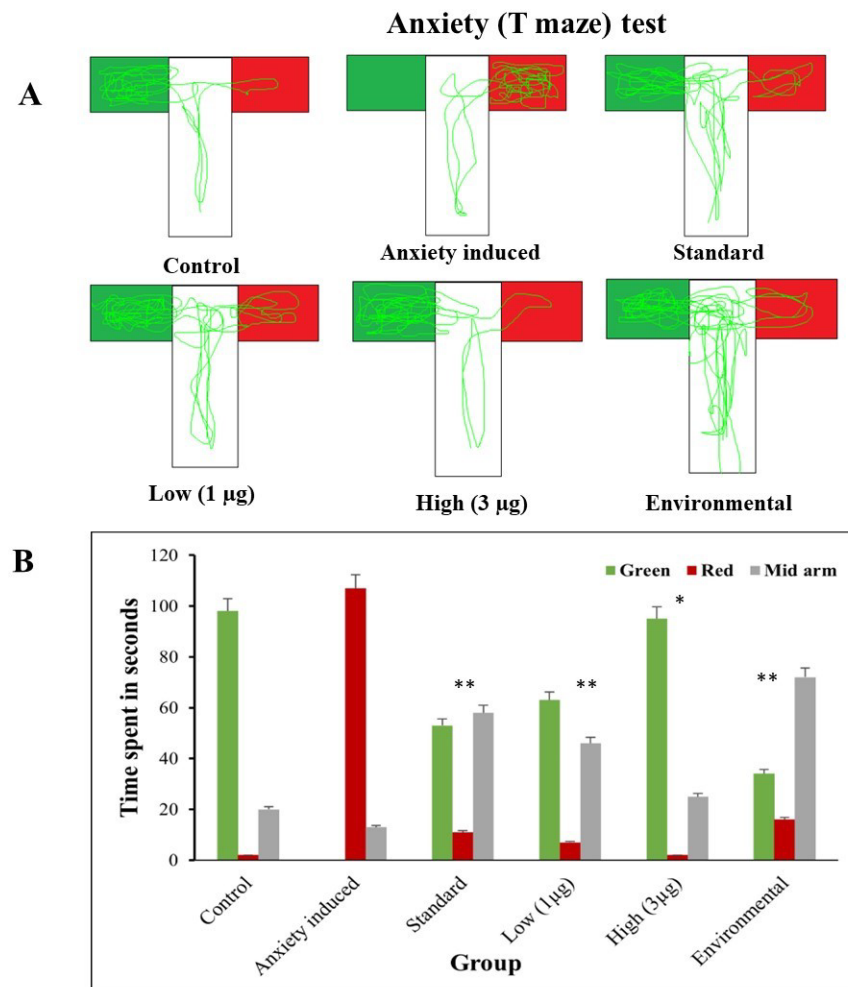 Anxiety (T maze) test
A
Control
Anxiety induced
Standard
Low (1 µg)
High (3 µg)
Environmental
B
120
100
80
60
40
20
0
Time spent in seconds
Green
Red
Mid arm
**
**
*
**
Control
Anxiety induced
Standard
Low (1µg)
High (3µg)
Environmental
Group